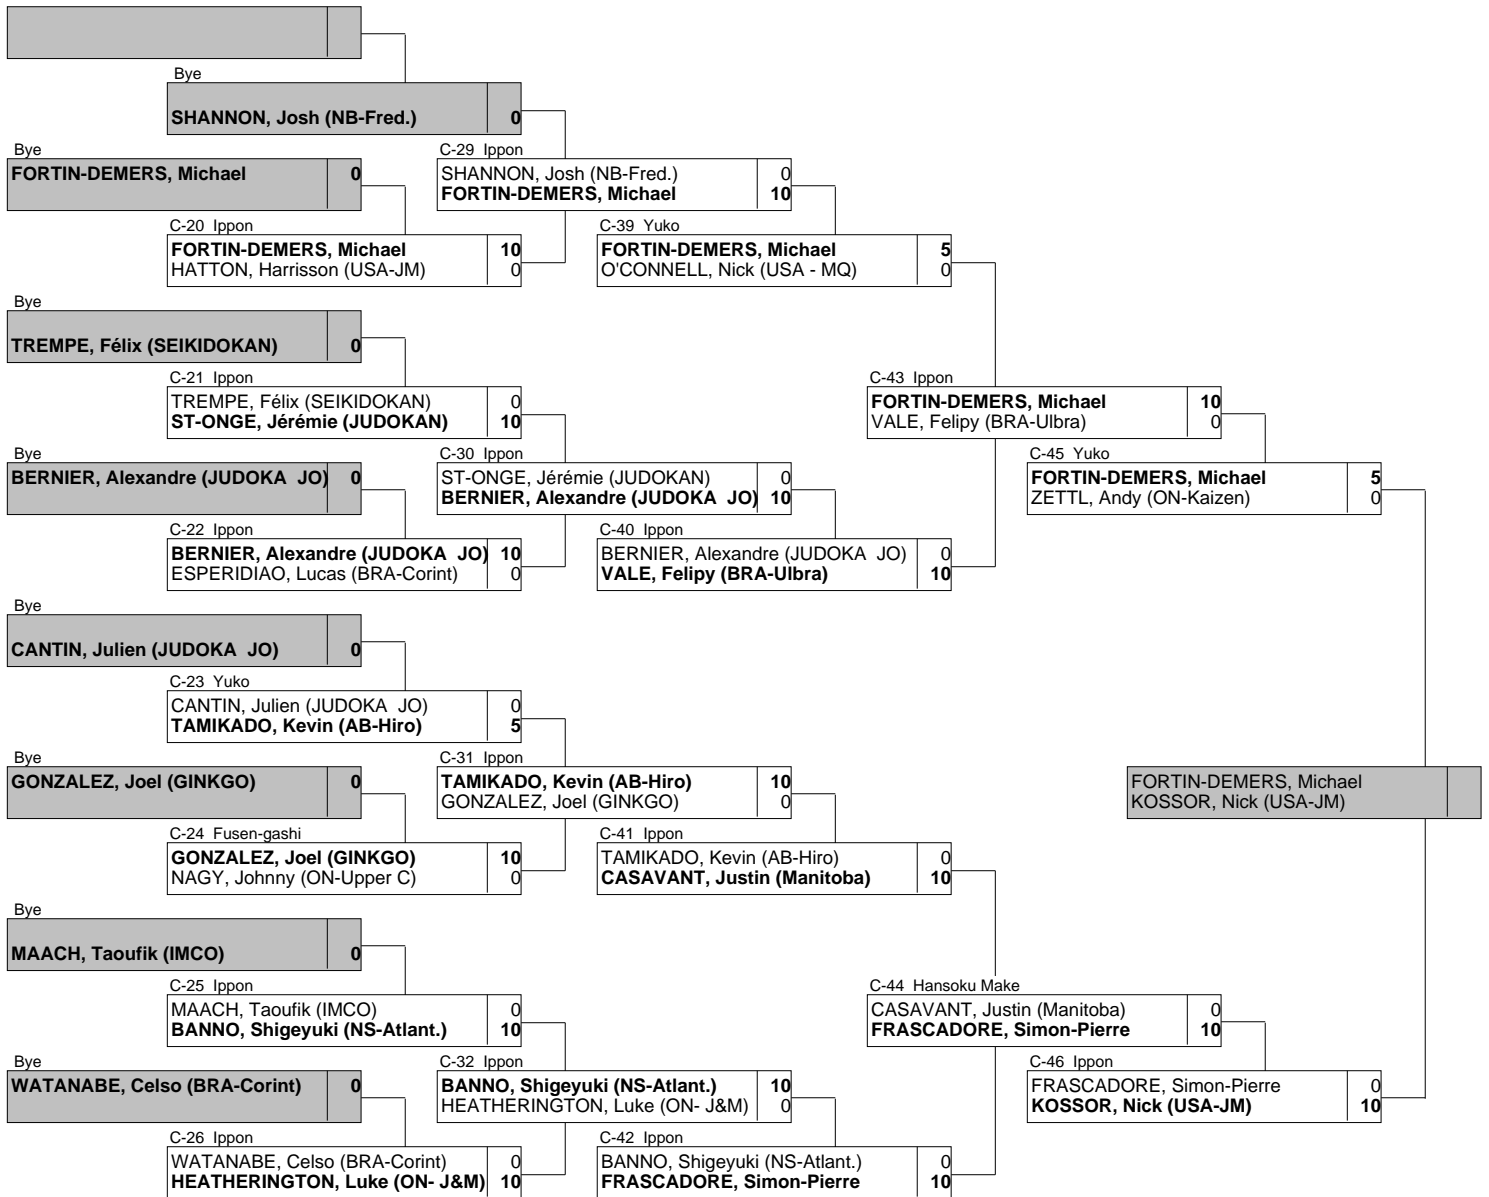 Bye
SHANNON, Josh (NB-Fred.) 0
Bye
FORTIN-DEMERS, Michael 0
C-29 Ippon
SHANNON, Josh (NB-Fred.) 0
FORTIN-DEMERS, Michael 10
C-20 Ippon
FORTIN-DEMERS, Michael 10
HATTON, Harrisson (USA-JM) 0
C-39 Yuko
FORTIN-DEMERS, Michael 5
O'CONNELL, Nick (USA - MQ) 0
Bye
TREMPE, Félix (SEIKIDOKAN) 0
C-21 Ippon
TREMPE, Félix (SEIKIDOKAN) 0
ST-ONGE, Jérémie (JUDOKAN) 10
C-43 Ippon
FORTIN-DEMERS, Michael 10
VALE, Felipy (BRA-Ulbra) 0
Bye
BERNIER, Alexandre (JUDOKA JO) 0
C-30 Ippon
ST-ONGE, Jérémie (JUDOKAN) 0
BERNIER, Alexandre (JUDOKA JO) 10
C-45 Yuko
FORTIN-DEMERS, Michael 5
ZETTL, Andy (ON-Kaizen) 0
C-22 Ippon
BERNIER, Alexandre (JUDOKA JO) 10
ESPERIDIAO, Lucas (BRA-Corint) 0
C-40 Ippon
BERNIER, Alexandre (JUDOKA JO) 0
VALE, Felipy (BRA-Ulbra) 10
Bye
CANTIN, Julien (JUDOKA JO) 0
C-23 Yuko
CANTIN, Julien (JUDOKA JO) 0
TAMIKADO, Kevin (AB-Hiro) 5
Bye
GONZALEZ, Joel (GINKGO) 0
C-31 Ippon
TAMIKADO, Kevin (AB-Hiro) 10
GONZALEZ, Joel (GINKGO) 0
FORTIN-DEMERS, Michael
KOSSOR, Nick (USA-JM)
C-24 Fusen-gashi
GONZALEZ, Joel (GINKGO) 10
NAGY, Johnny (ON-Upper C) 0
C-41 Ippon
TAMIKADO, Kevin (AB-Hiro) 0
CASAVANT, Justin (Manitoba) 10
Bye
MAACH, Taoufik (IMCO) 0
C-25 Ippon
MAACH, Taoufik (IMCO) 0
BANNO, Shigeyuki (NS-Atlant.) 10
C-44 Hansoku Make
CASAVANT, Justin (Manitoba) 0
FRASCADORE, Simon-Pierre 10
Bye
WATANABE, Celso (BRA-Corint) 0
C-32 Ippon
BANNO, Shigeyuki (NS-Atlant.) 10
HEATHERINGTON, Luke (ON- J&M) 0
C-46 Ippon
FRASCADORE, Simon-Pierre 0
KOSSOR, Nick (USA-JM) 10
C-26 Ippon
WATANABE, Celso (BRA-Corint) 0
HEATHERINGTON, Luke (ON- J&M) 10
C-42 Ippon
BANNO, Shigeyuki (NS-Atlant.) 0
FRASCADORE, Simon-Pierre 10